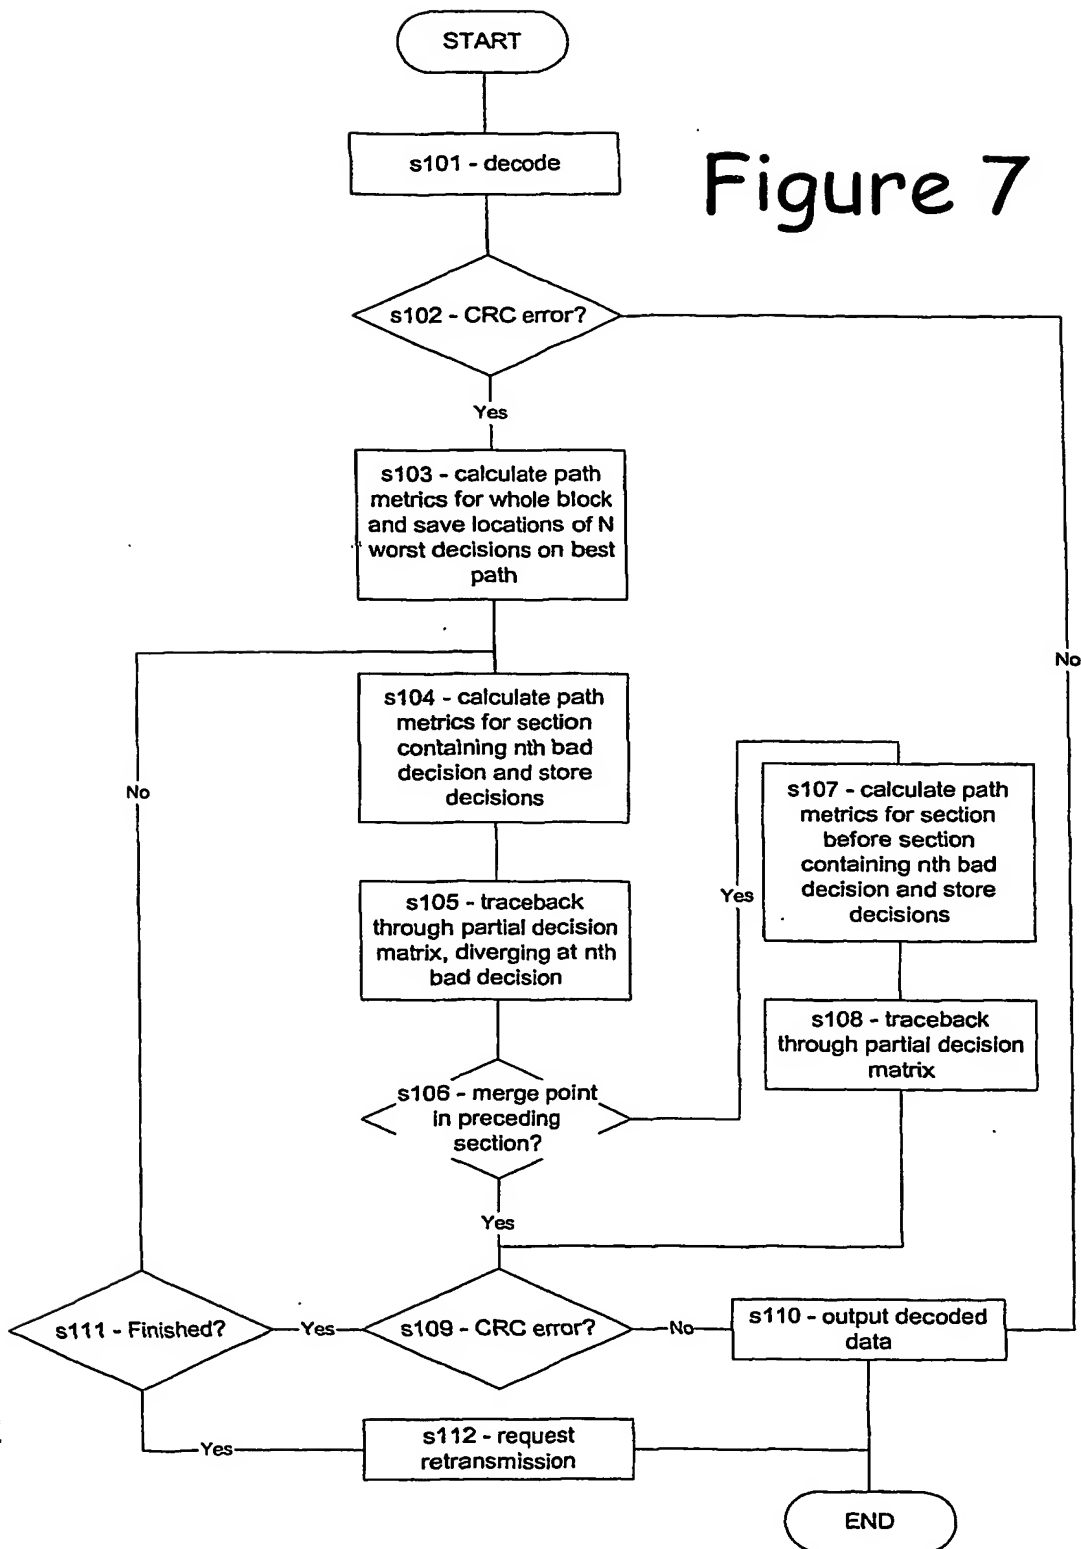 START
s101 - decode
Figure 7
s102 - CRC error?
Yes
s103 - calculate path
metrics for whole block
and save locations of N
worst decisions on best
path
No
s104 - calculate path
metrics for section
containing nth bad
decision and store
decisions
No
s107 - calculate path
metrics for section
before section
containing nth bad
decision and store
decisions
Yes
s105 - traceback
through partial decision
matrix, diverging at nth
bad decision
s108 - traceback
through partial decision
matrix
s106 - merge point
in preceding
section?
Yes
s111 - Finished?
Yes
s109 - CRC error?
No
s110 - output decoded
data
Yes
s112 - request
retransmission
END